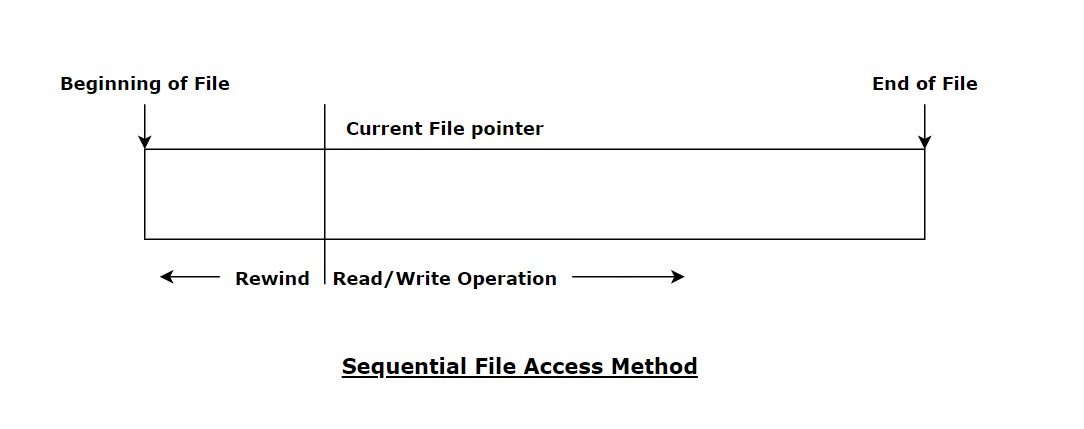 Beginning of File
End of File
Current File pointer
Rewind
Read/Write Operation
Sequential File Access Method